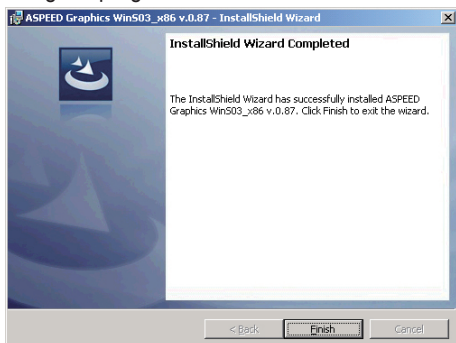 ASPEED Graphics WinS03_x86 v.0.87 - InstallShield Wizard
InstallShield Wizard Completed
The InstallShield Wizard has successfully installed ASPEED
Graphics WinS03_x86 v.0.87. Click Finish to exit the wizard.
< Back Finish Cancel